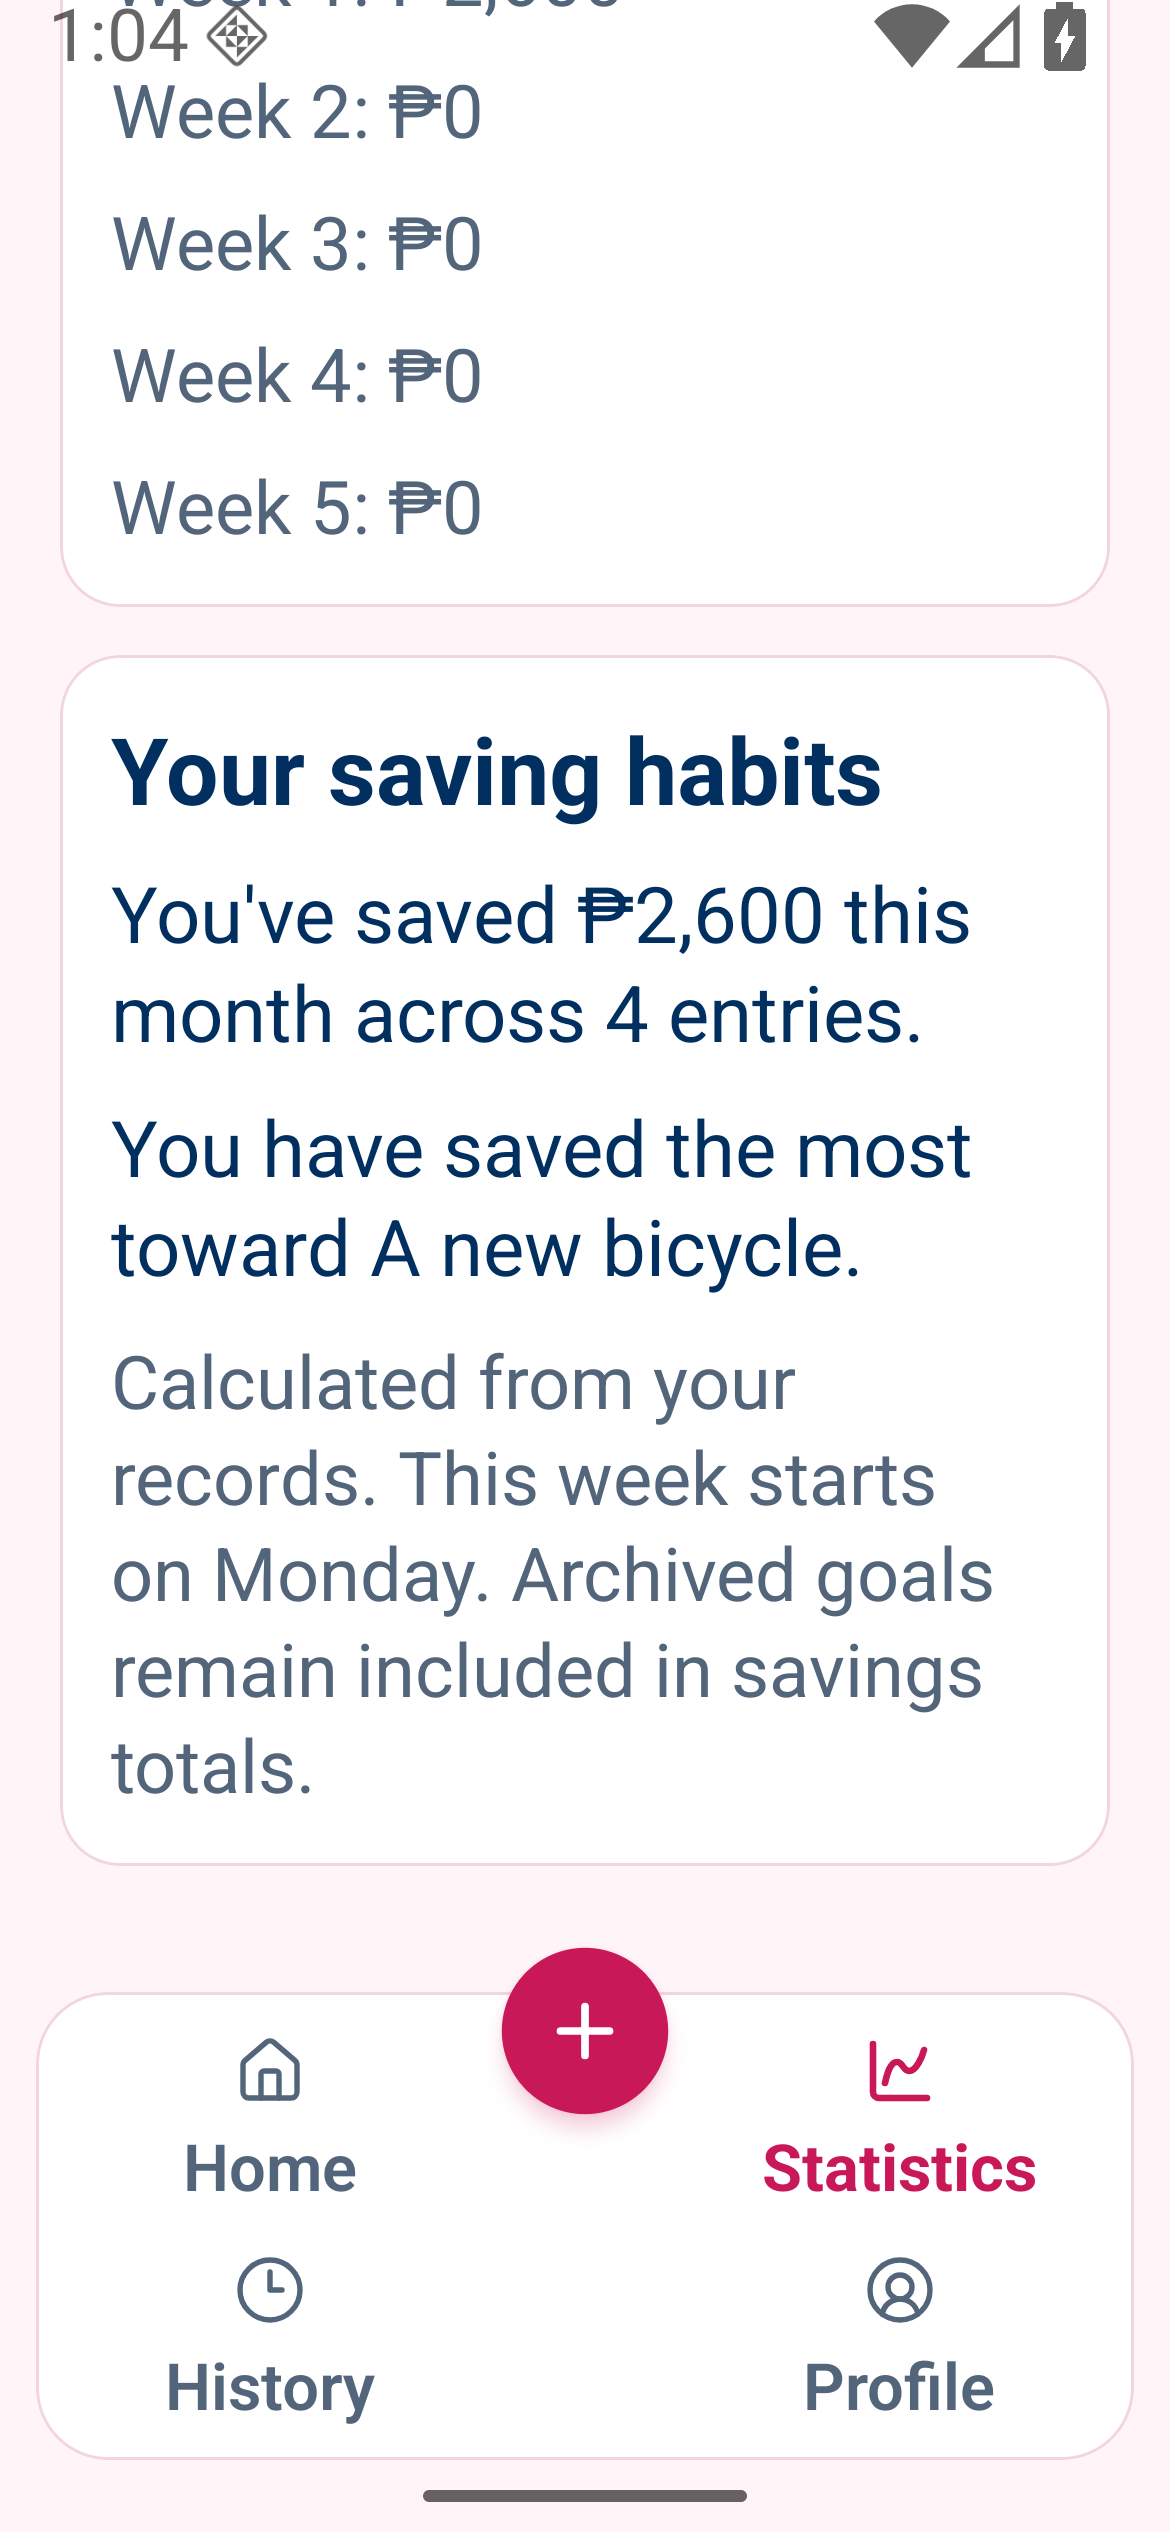 1:04
Week 2: ₱0
Week 3: ₱0
Week 4: ₱0
Week 5: ₱0
Your saving habits
You've saved ₱2,600 this
month across 4 entries.
You have saved the most
toward A new bicycle.
Calculated from your
records. This week starts
on Monday. Archived goals
remain included in savings
totals.
Home
Statistics
History
Profile